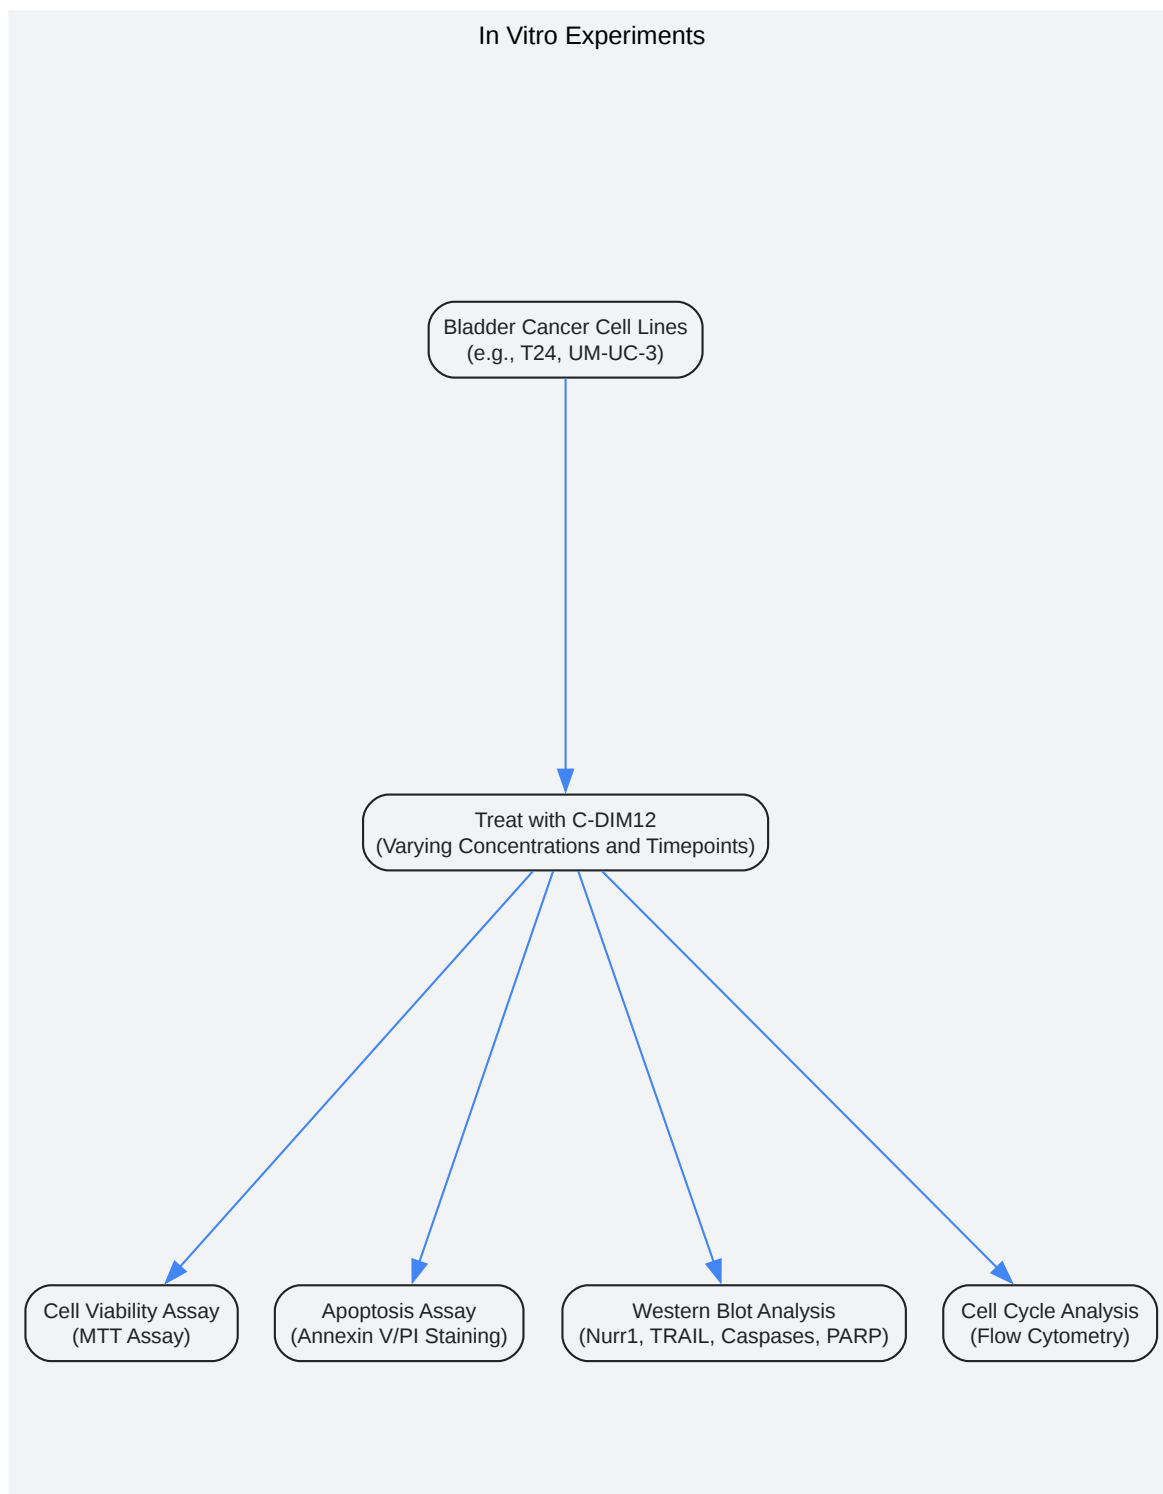 In Vitro Experiments
Bladder Cancer Cell Lines
(e.g., T24, UM-UC-3)
Treat with C-DIM12
(Varying Concentrations and Timepoints)
Cell Viability Assay
(MTT Assay)
Apoptosis Assay
(Annexin V/PI Staining)
Western Blot Analysis
(Nurr1, TRAIL, Caspases, PARP)
Cell Cycle Analysis
(Flow Cytometry)